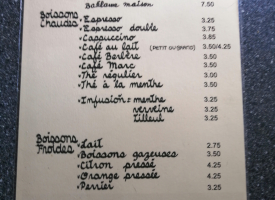 Baklawa maison 7.50
Boissons Chaudes
• Espresso 3.25
• Espresso double 3.75
• Cappuccino 3.85
• Café au lait (PETIT OU GRAND) 3.50/4.25
• Café Berbère 3.50
• Café Marc 3.50
• Thé régulier 3.00
• Thé à la menthe 3.50
• Infusion = menthe 3.25
verveine 3.25
tilleul 3.25
Boissons Froides
• Lait 2.75
• Boissons gazeuses 3.50
• Citron pressé 4.25
• Orange pressée 4.25
• Perrier 3.25